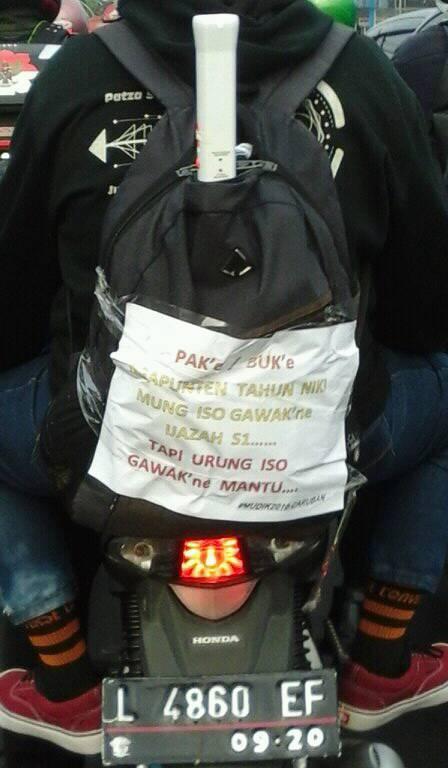 Patza
PAK'e / BUK'e
NGAPUNTEN TAHUN NIKI
MUNG ISO GAWAK'ne
IJAZAH S1......
TAPI URUNG ISO
GAWAK'ne MANTU....
HONDA
L 4860 EF
09·20